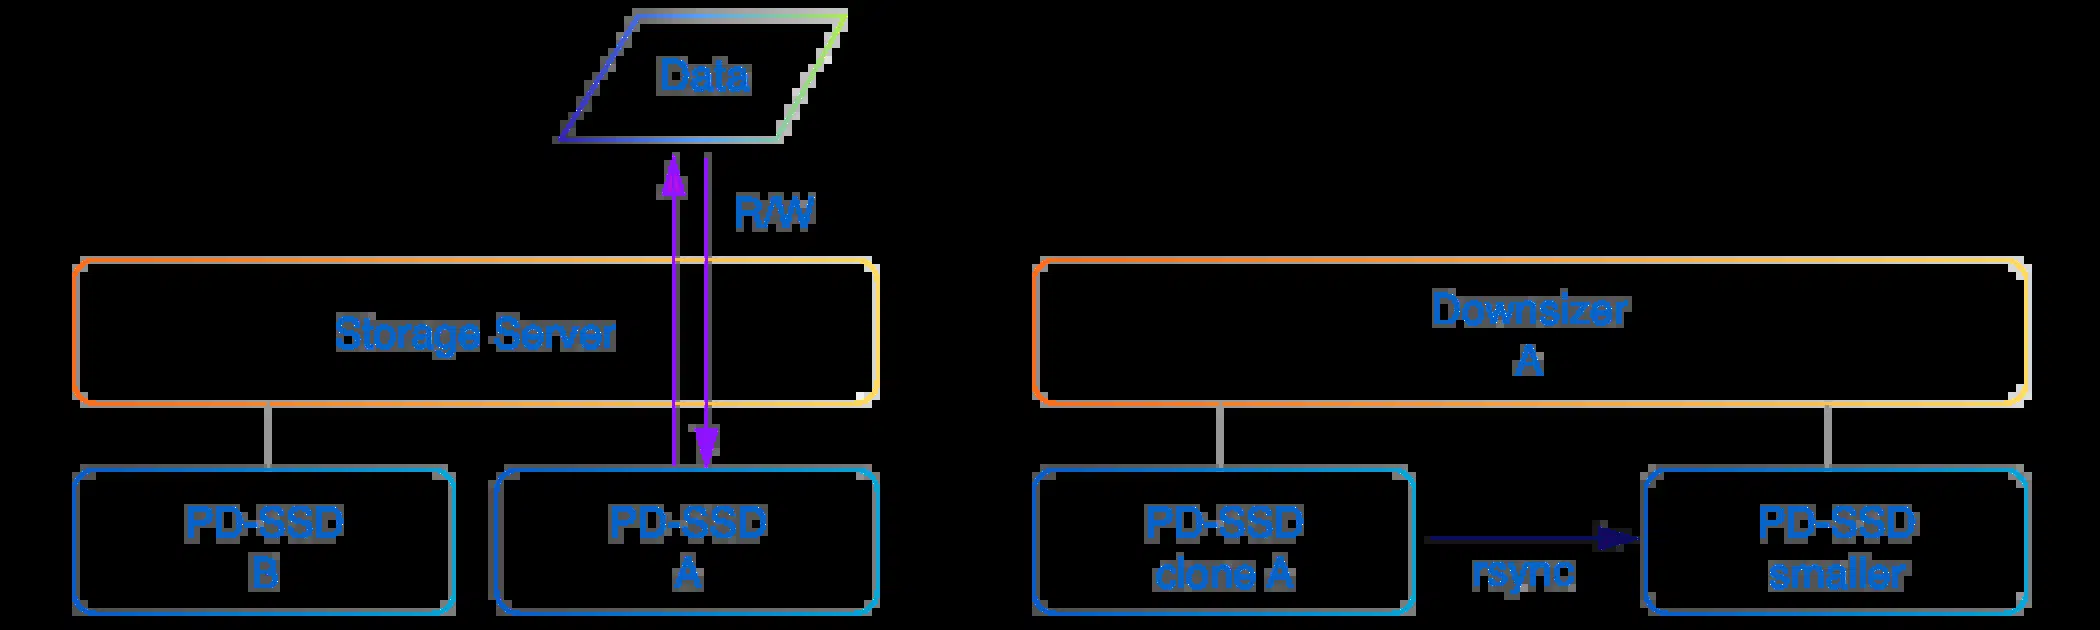 Data
R/W
Storage Server
Downsizer
A
PD-SSD
B
PD-SSD
A
PD-SSD
clone A
rsync
PD-SSD
smaller